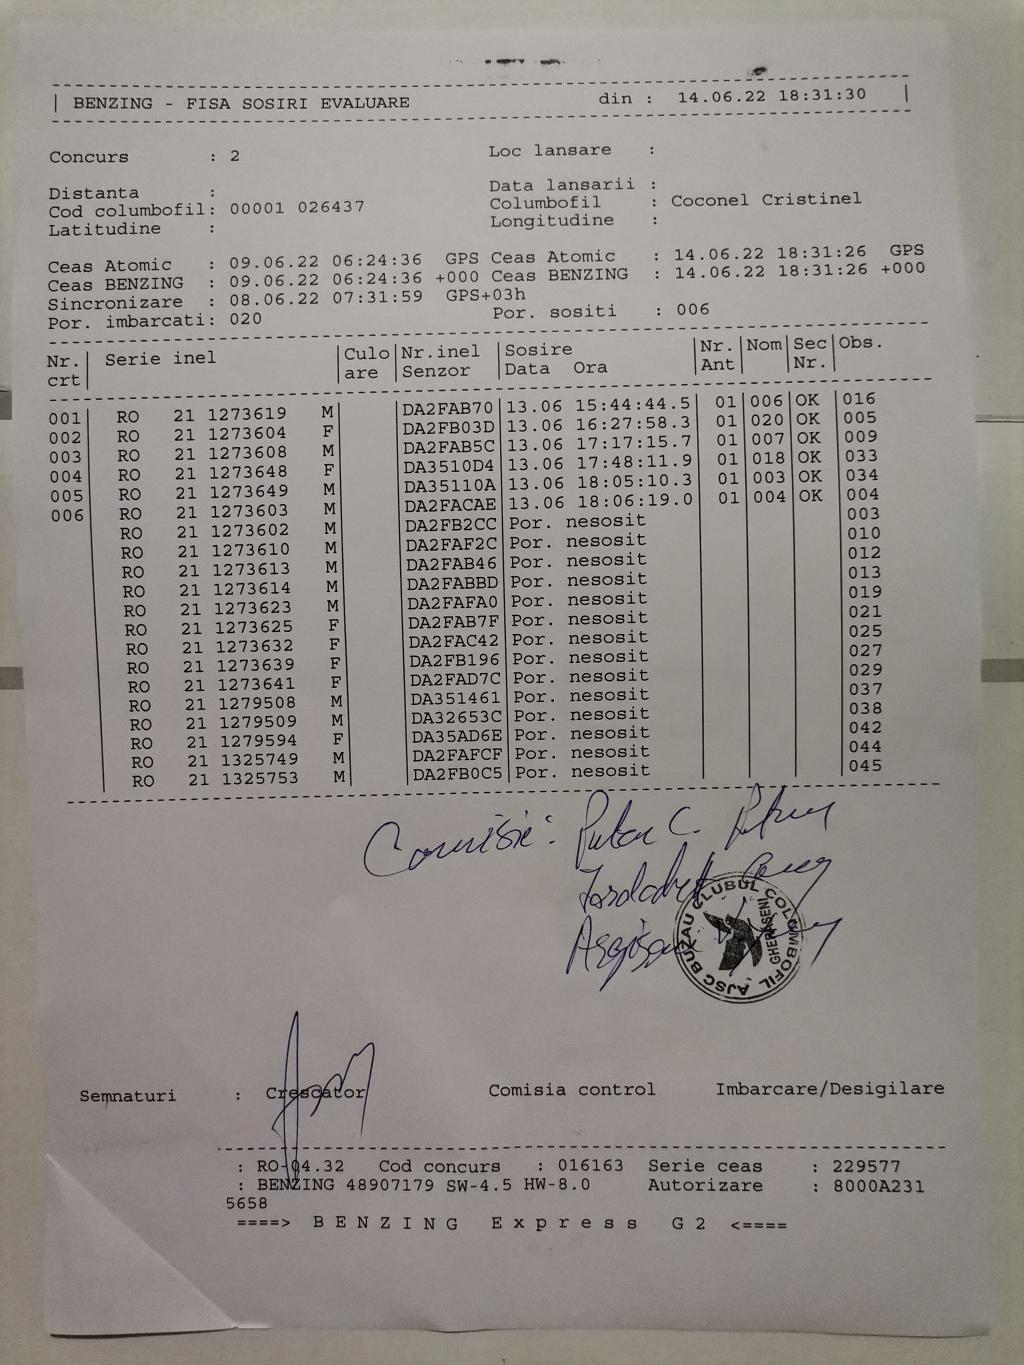 BENZING - FISA SOSIRI EVALUARE din : 14.06.22 18:31:30
Concurs : 2 Loc lansare :
Distanta : Data lansarii :
Cod columbofil: 00001 026437 Columbofil : Coconel Cristinel
Latitudine : Longitudine :
Ceas Atomic : 09.06.22 06:24:36 GPS Ceas Atomic : 14.06.22 18:31:26 GPS
Ceas BENZING : 09.06.22 06:24:36 +000 Ceas BENZING : 14.06.22 18:31:26 +000
Sincronizare : 08.06.22 07:31:59 GPS+03h
Por. imbarcati: 020 Por. sositi : 006
Nr. | Serie inel | Culo | Nr.inel | Sosire | Nr. | Nom | Sec | Obs.
crt | | are | Senzor | Data Ora | Ant | | Nr. |
001 | RO 21 1273619 M | | DA2FAB70 | 13.06 15:44:44.5 | 01 | 006 | OK | 016
002 | RO 21 1273604 F | | DA2FB03D | 13.06 16:27:58.3 | 01 | 020 | OK | 005
003 | RO 21 1273608 M | | DA2FAB5C | 13.06 17:17:15.7 | 01 | 007 | OK | 009
004 | RO 21 1273648 F | | DA3510D4 | 13.06 17:48:11.9 | 01 | 018 | OK | 033
005 | RO 21 1273649 M | | DA35110A | 13.06 18:05:10.3 | 01 | 003 | OK | 034
006 | RO 21 1273603 M | | DA2FACAE | 13.06 18:06:19.0 | 01 | 004 | OK | 004
RO 21 1273602 M | | DA2FB2CC | Por. nesosit | 003
RO 21 1273610 M | | DA2FAF2C | Por. nesosit | 010
RO 21 1273613 M | | DA2FAB46 | Por. nesosit | 012
RO 21 1273614 M | | DA2FABBD | Por. nesosit | 013
RO 21 1273623 M | | DA2FAFA0 | Por. nesosit | 019
RO 21 1273625 F | | DA2FAB7F | Por. nesosit | 021
RO 21 1273632 F | | DA2FAC42 | Por. nesosit | 025
RO 21 1273639 F | | DA2FB196 | Por. nesosit | 027
RO 21 1273641 F | | DA2FAD7C | Por. nesosit | 029
RO 21 1279508 M | | DA351461 | Por. nesosit | 037
RO 21 1279509 M | | DA32653C | Por. nesosit | 038
RO 21 1279594 F | | DA35AD6E | Por. nesosit | 042
RO 21 1325749 M | | DA2FAFCF | Por. nesosit | 044
RO 21 1325753 M | | DA2FB0C5 | Por. nesosit | 045
Comisie:
AJSC BUZAU CLUBUL COLUMBOFIL
GHERASENI
Semnaturi : Crescator Comisia control Imbarcare/Desigilare
: RO-04.32 Cod concurs : 016163 Serie ceas : 229577
: BENZING 48907179 SW-4.5 HW-8.0 Autorizare : 8000A231
5658
====> B E N Z I N G E x p r e s s G 2 <====